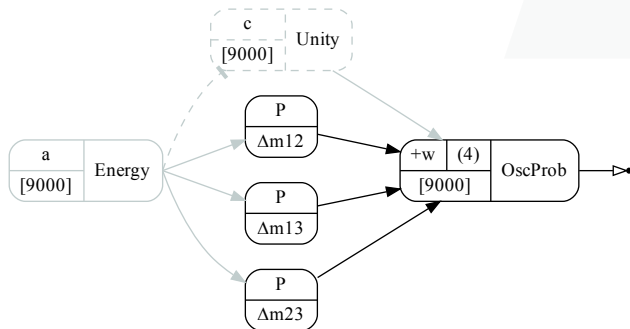 c
[9000]
Unity
P
Δm12
a
[9000]
Energy
+w
(4)
[9000]
OscProb
P
Δm13
P
Δm23